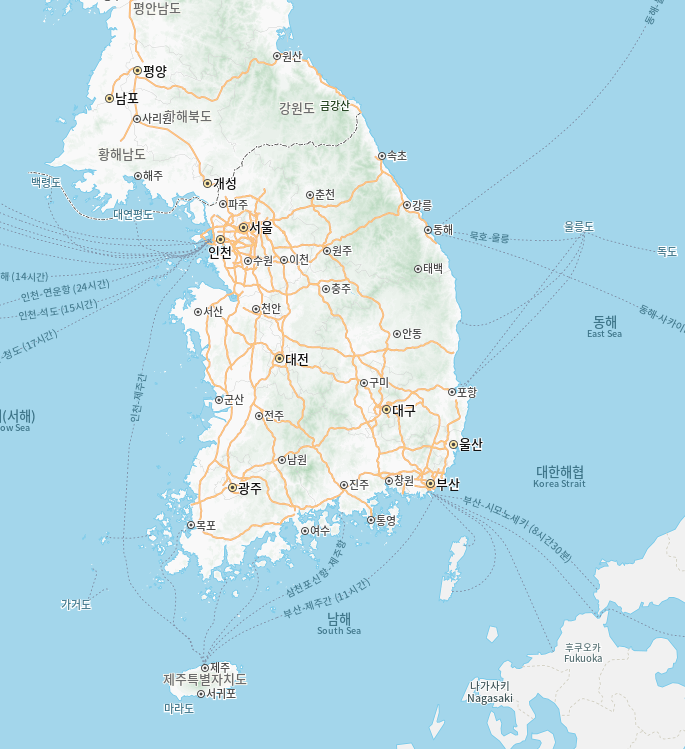 평안남도
동해-
원산
평양
남포
금강산
강원도
사리원
황해북도
황해남도
속초
해주
백령도
개성
춘천
파주
강릉
대연평도
서울
동해
묵호-울릉
울릉도
인천
원주
독도
수원
이천
태백
해 (14시간)
인천-연운항 (24시간)
충주
인천-석도 (15시간)
서산
천안
동해-사카이
동해
East Sea
안동
-청도 (17시간)
대전
구미
인천-제주간
포항
군산
대구
전주
(서해)
ow Sea
울산
남원
대한해협
Korea Strait
광주
진주
창원
부산
부산-시모노세키 (8시간30분)
목포
여수
통영
삼천포신항-제주항
부산-제주간 (11시간)
가거도
남해
South Sea
후쿠오카
Fukuoka
제주
제주특별자치도
서귀포
나가사키
Nagasaki
마라도